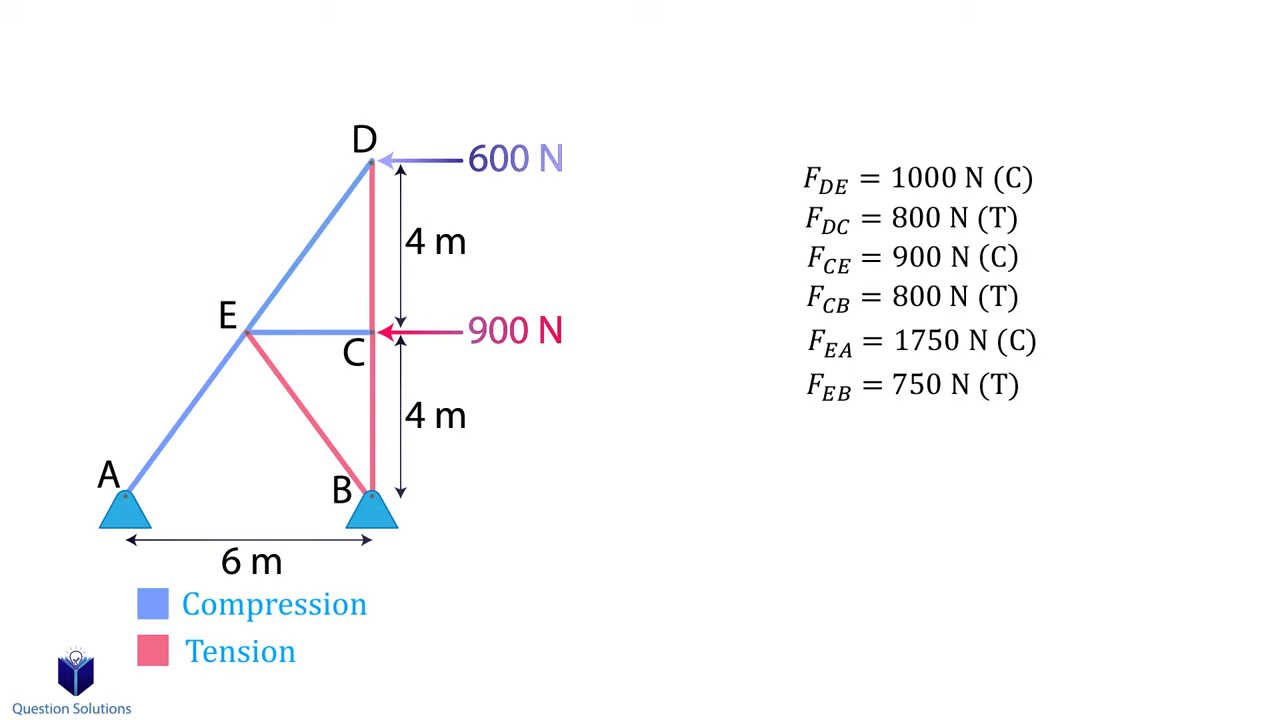 D
600 N
4 m
E
900 N
C
4 m
A
B
6 m
Compression
Tension
Question Solutions
F_DE = 1000 N (C)
F_DC = 800 N (T)
F_CE = 900 N (C)
F_CB = 800 N (T)
F_EA = 1750 N (C)
F_EB = 750 N (T)